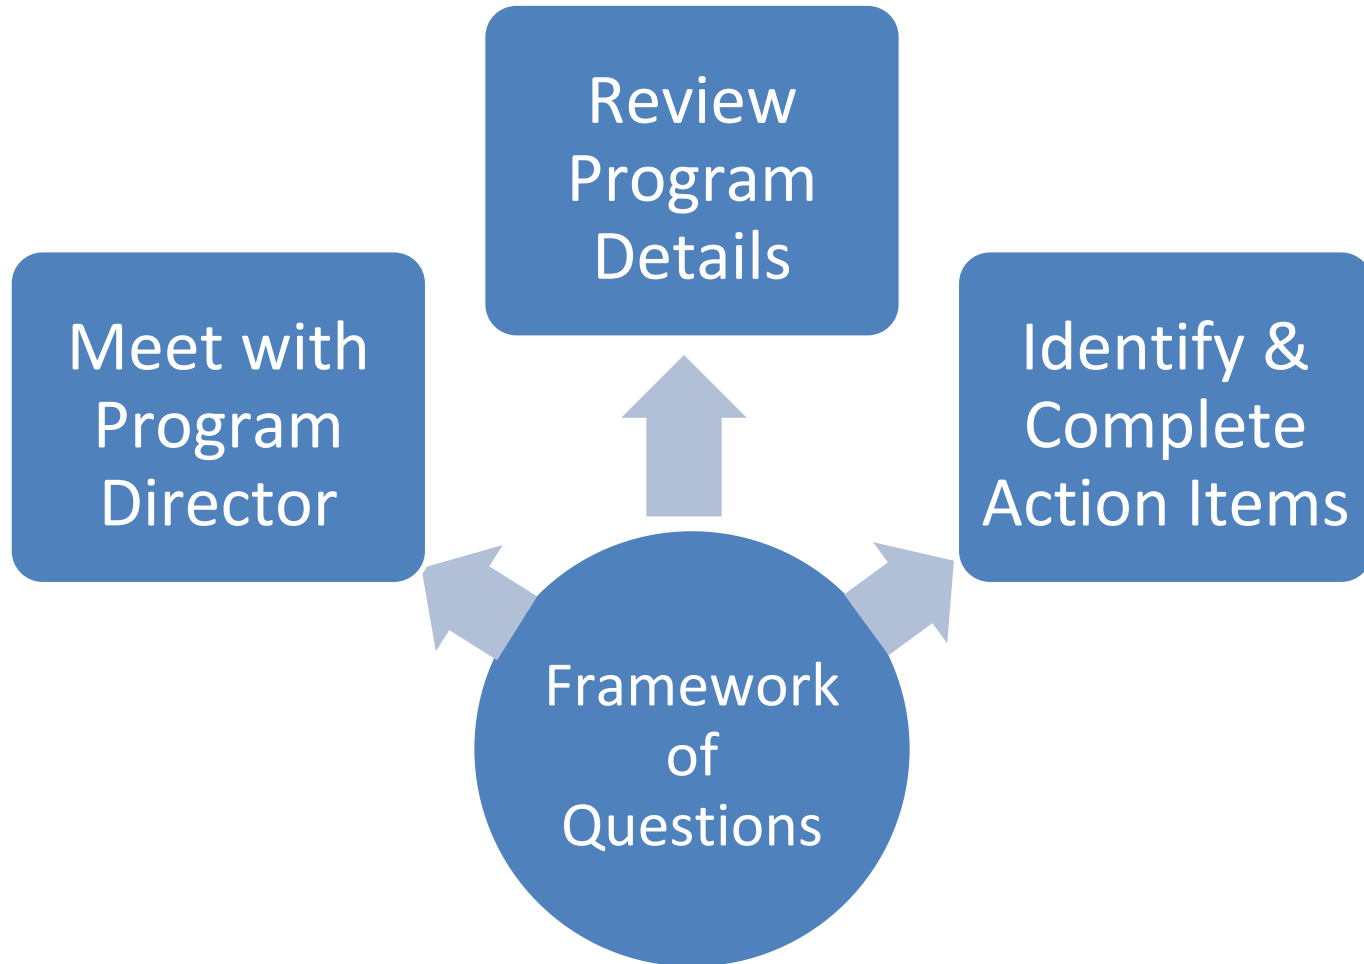 Review
Program
Details
Meet with
Program
Director
Identify &
Complete
Action Items
Framework
of
Questions